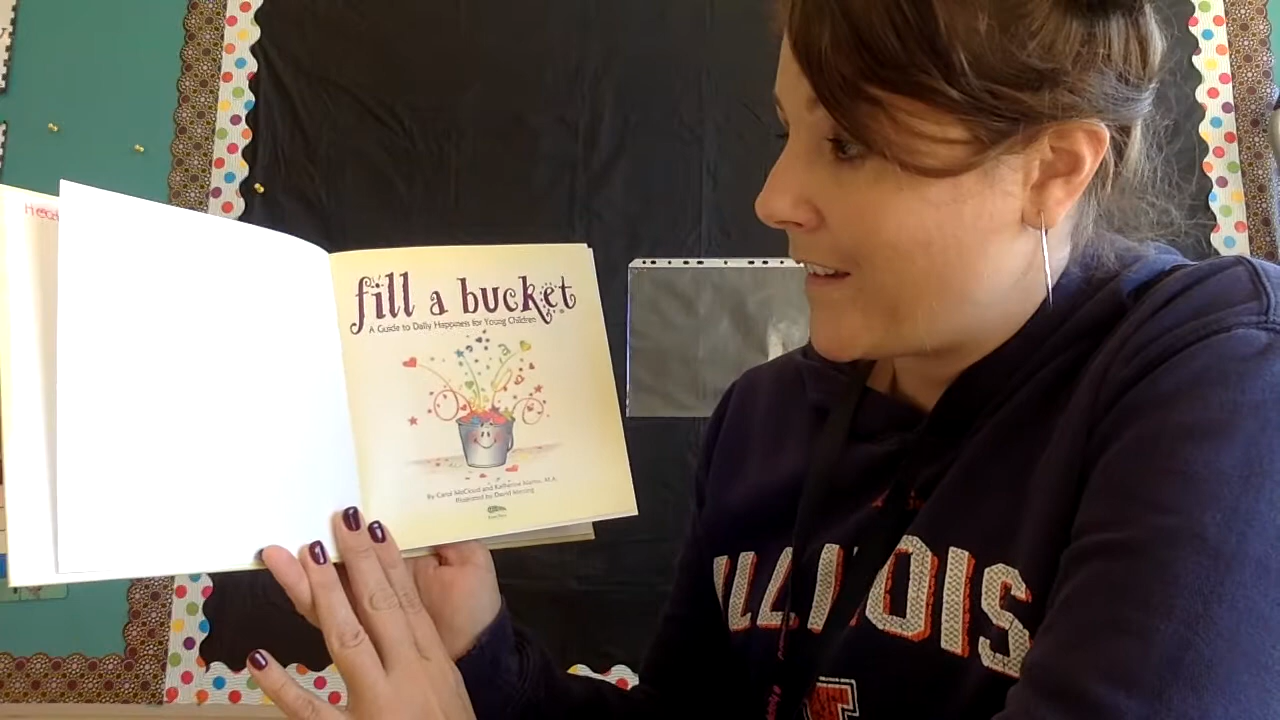 fill a bucket
A Guide to Daily Happiness for Young Children
By Carol McCloud and Katherine Martin, M.A.
Illustrated by David Messing
ILLINOIS
I